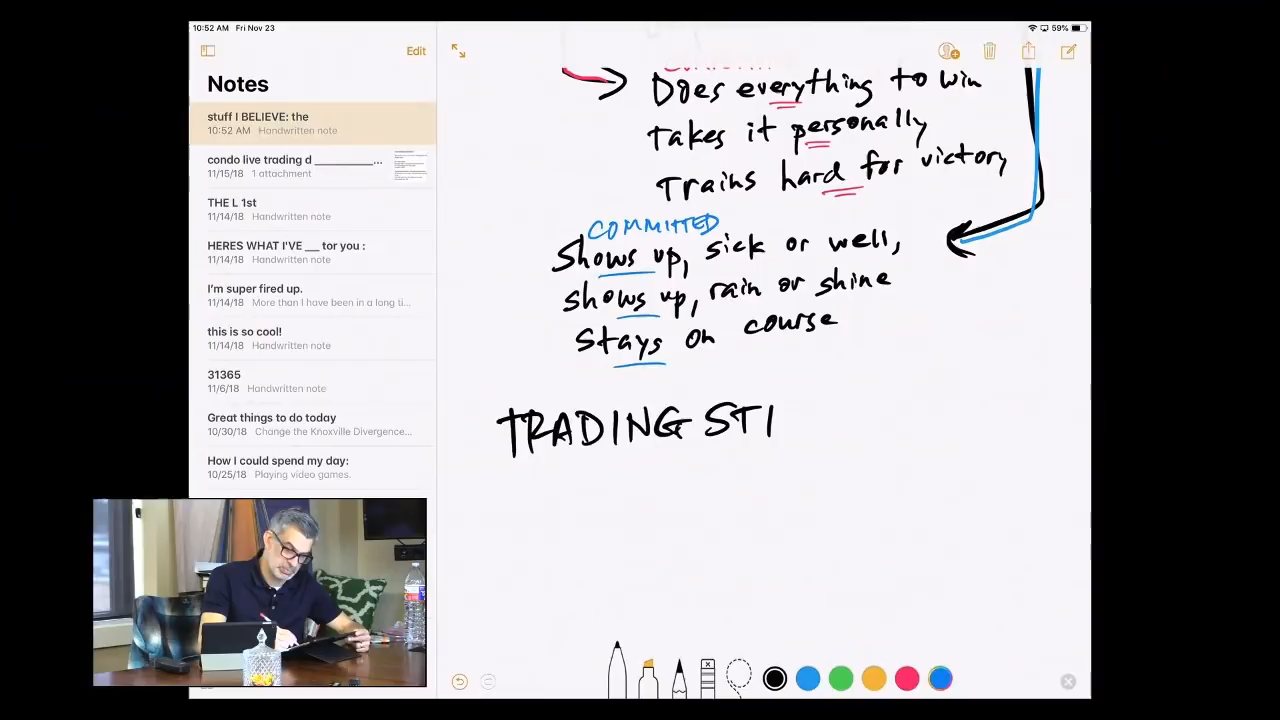 10:52 AM Fri Nov 23
59%
Edit
Notes
stuff I BELIEVE: the
10:52 AM Handwritten note
condo live trading d ___________...
11/15/18 1 attachment
THE L 1st
11/14/18 Handwritten note
HERES WHAT I'VE __ tor you :
11/14/18 Handwritten note
I'm super fired up.
11/14/18 More than I have been in a long ti...
this is so cool!
11/14/18 Handwritten note
31365
11/6/18 Handwritten note
Great things to do today
10/30/18 Change the Knoxville Divergence...
How I could spend my day:
10/25/18 Playing video games.
Does everything to win
takes it personally
Trains hard for victory
COMMITTED
Shows up, sick or well,
shows up, rain or shine
Stays on course
TRADING STI